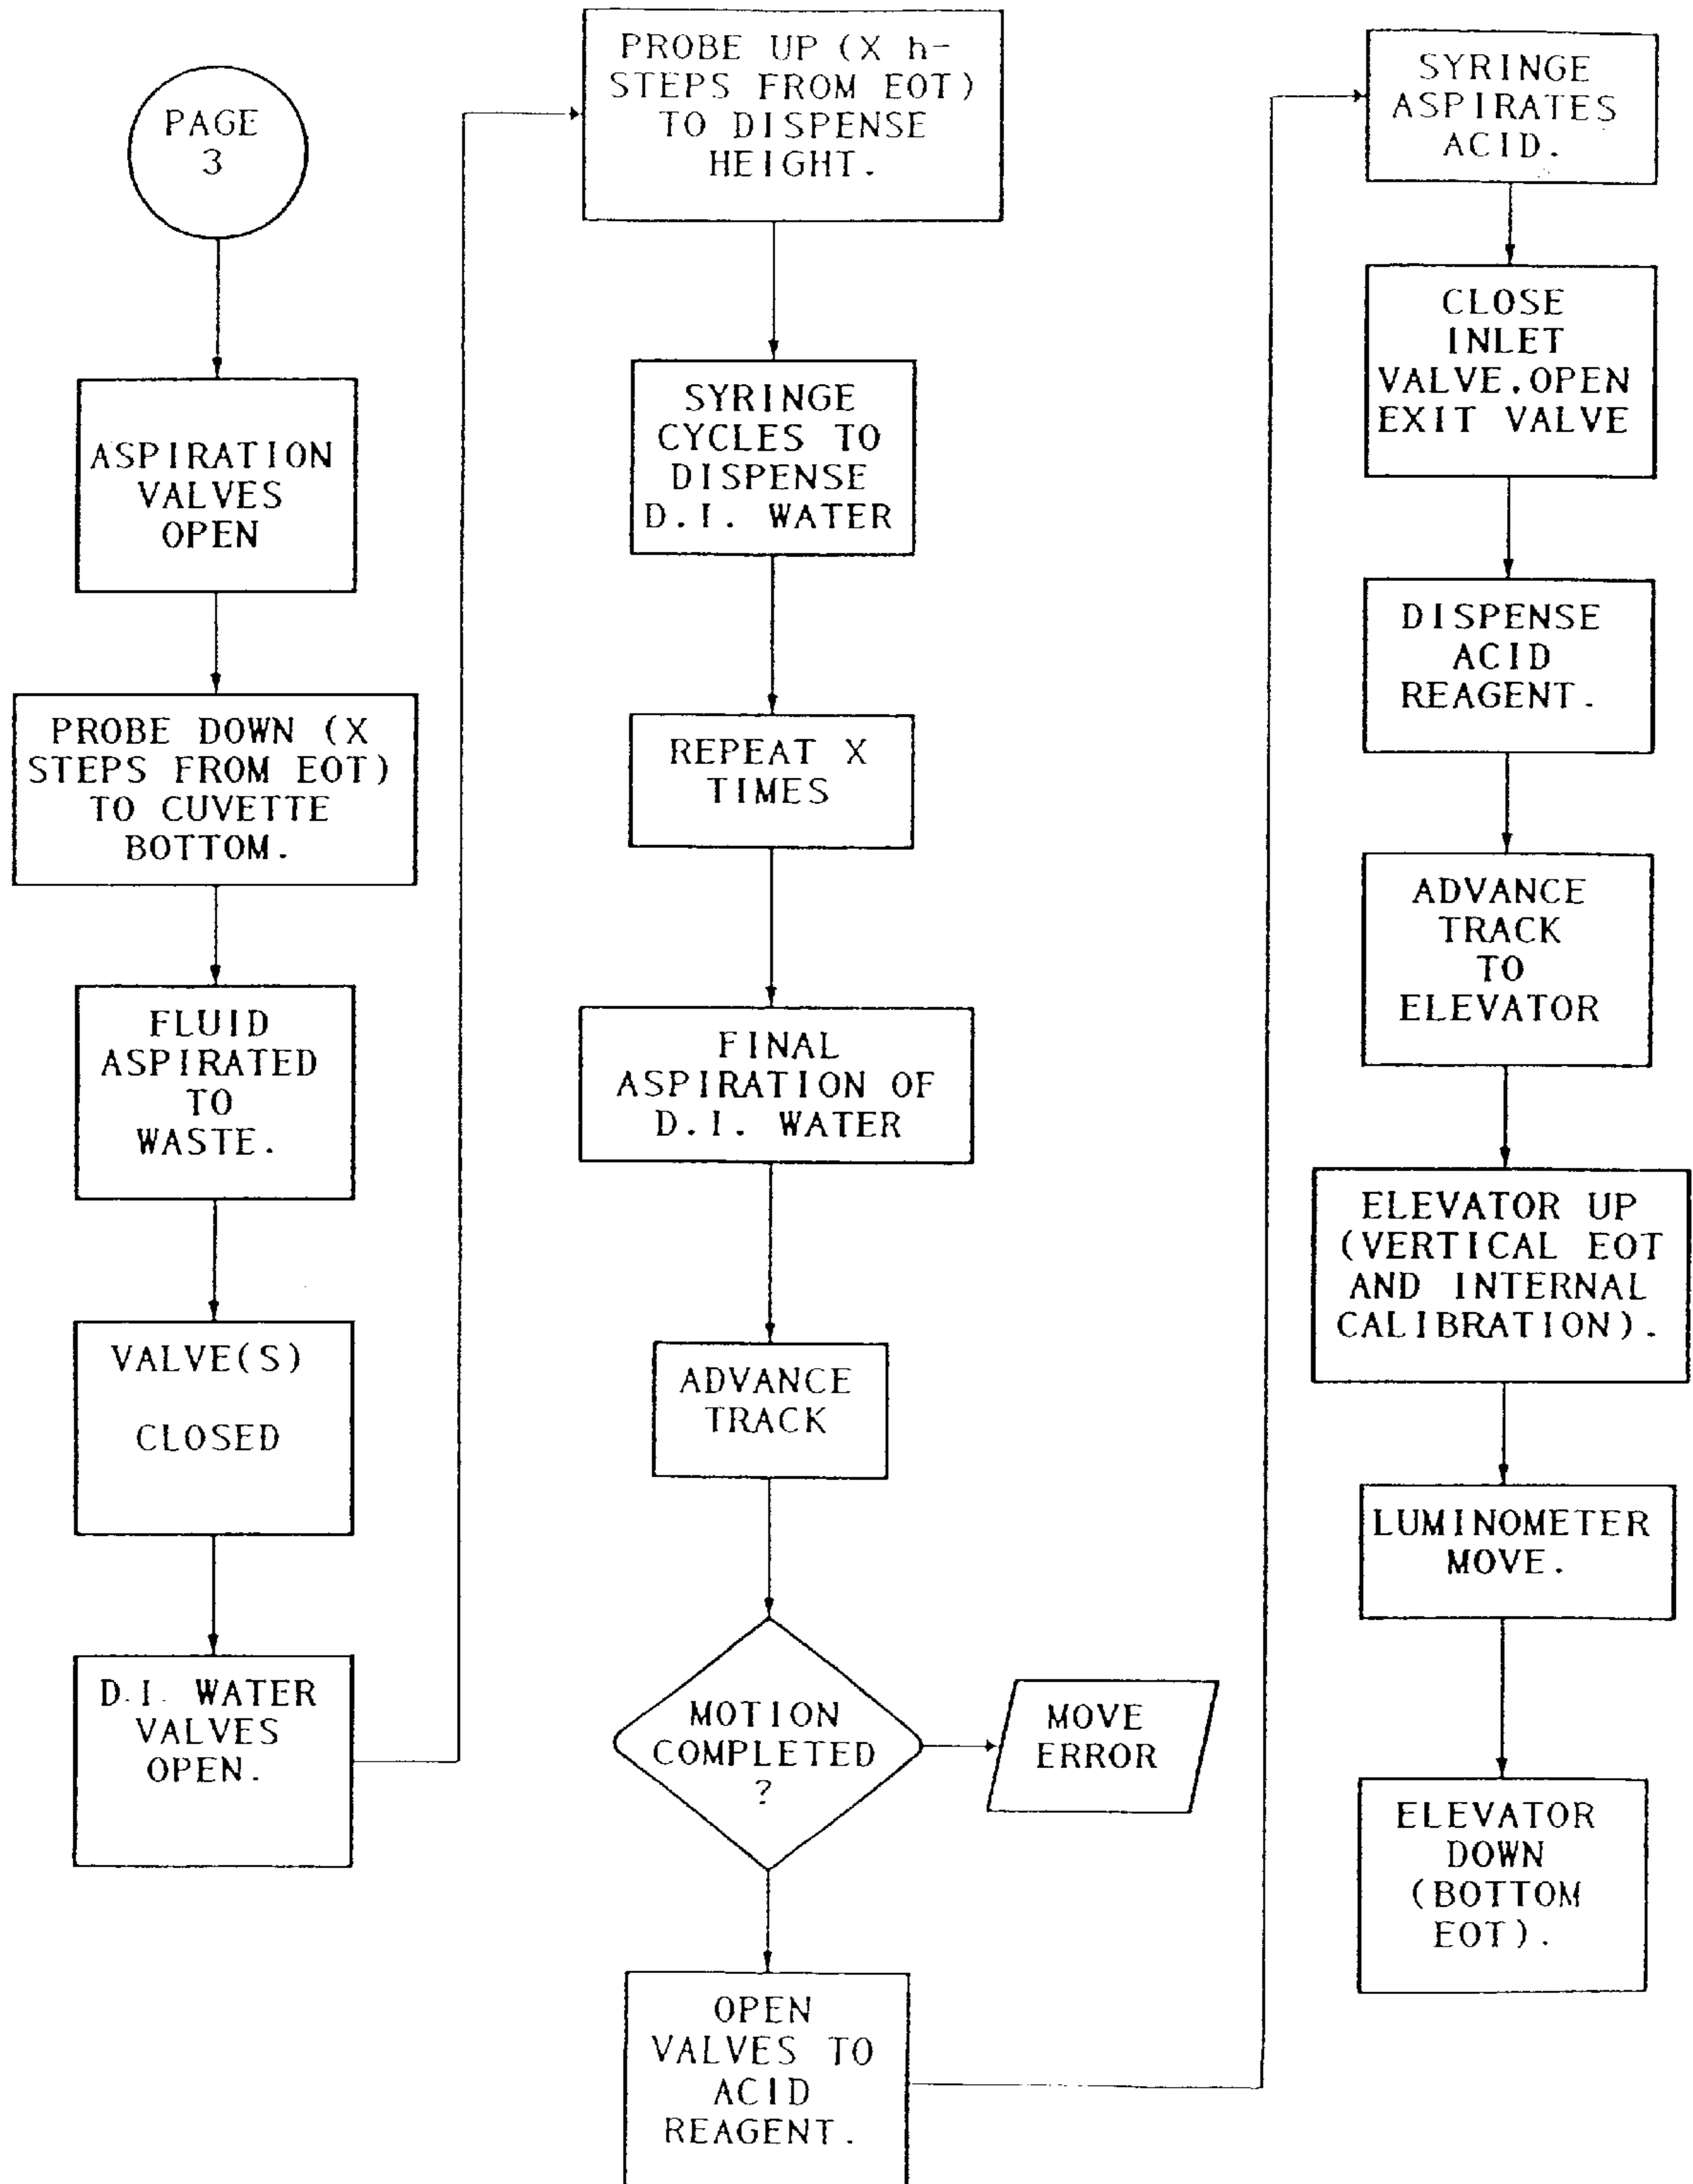 PAGE
3
ASPIRATION
VALVES
OPEN
PROBE DOWN (X
STEPS FROM EOT)
TO CUVETTE
BOTTOM.
FLUID
ASPIRATED
TO
WASTE.
VALVE(S)
CLOSED
D.I. WATER
VALVES
OPEN.
PROBE UP (X h-
STEPS FROM EOT)
TO DISPENSE
HEIGHT.
SYRINGE
CYCLES TO
DISPENSE
D.I. WATER
REPEAT X
TIMES
FINAL
ASPIRATION OF
D.I. WATER
ADVANCE
TRACK
MOTION
COMPLETED
?
MOVE
ERROR
OPEN
VALVES TO
ACID
REAGENT.
SYRINGE
ASPIRATES
ACID.
CLOSE
INLET
VALVE.OPEN
EXIT VALVE
DISPENSE
ACID
REAGENT.
ADVANCE
TRACK
TO
ELEVATOR
ELEVATOR UP
(VERTICAL EOT
AND INTERNAL
CALIBRATION).
LUMINOMETER
MOVE.
ELEVATOR
DOWN
(BOTTOM
EOT).